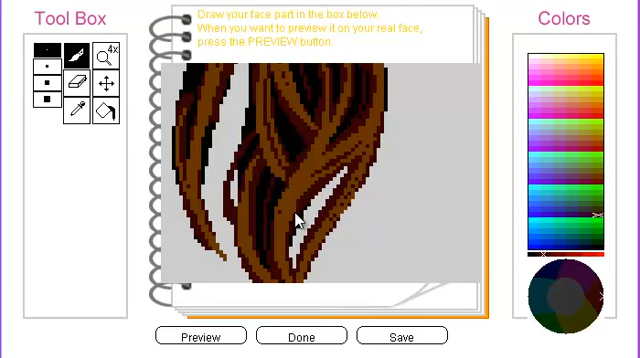 Tool Box
Draw your face part in the box below.
When you want to preview it on your real face,
press the PREVIEW button.
Colors
4x
Preview
Done
Save